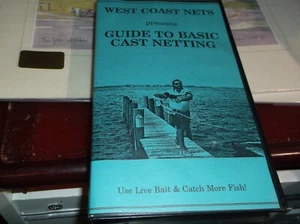 WEST COAST NETS
presents
GUIDE TO BASIC
CAST NETTING
Use Live Bait & Catch More Fish!